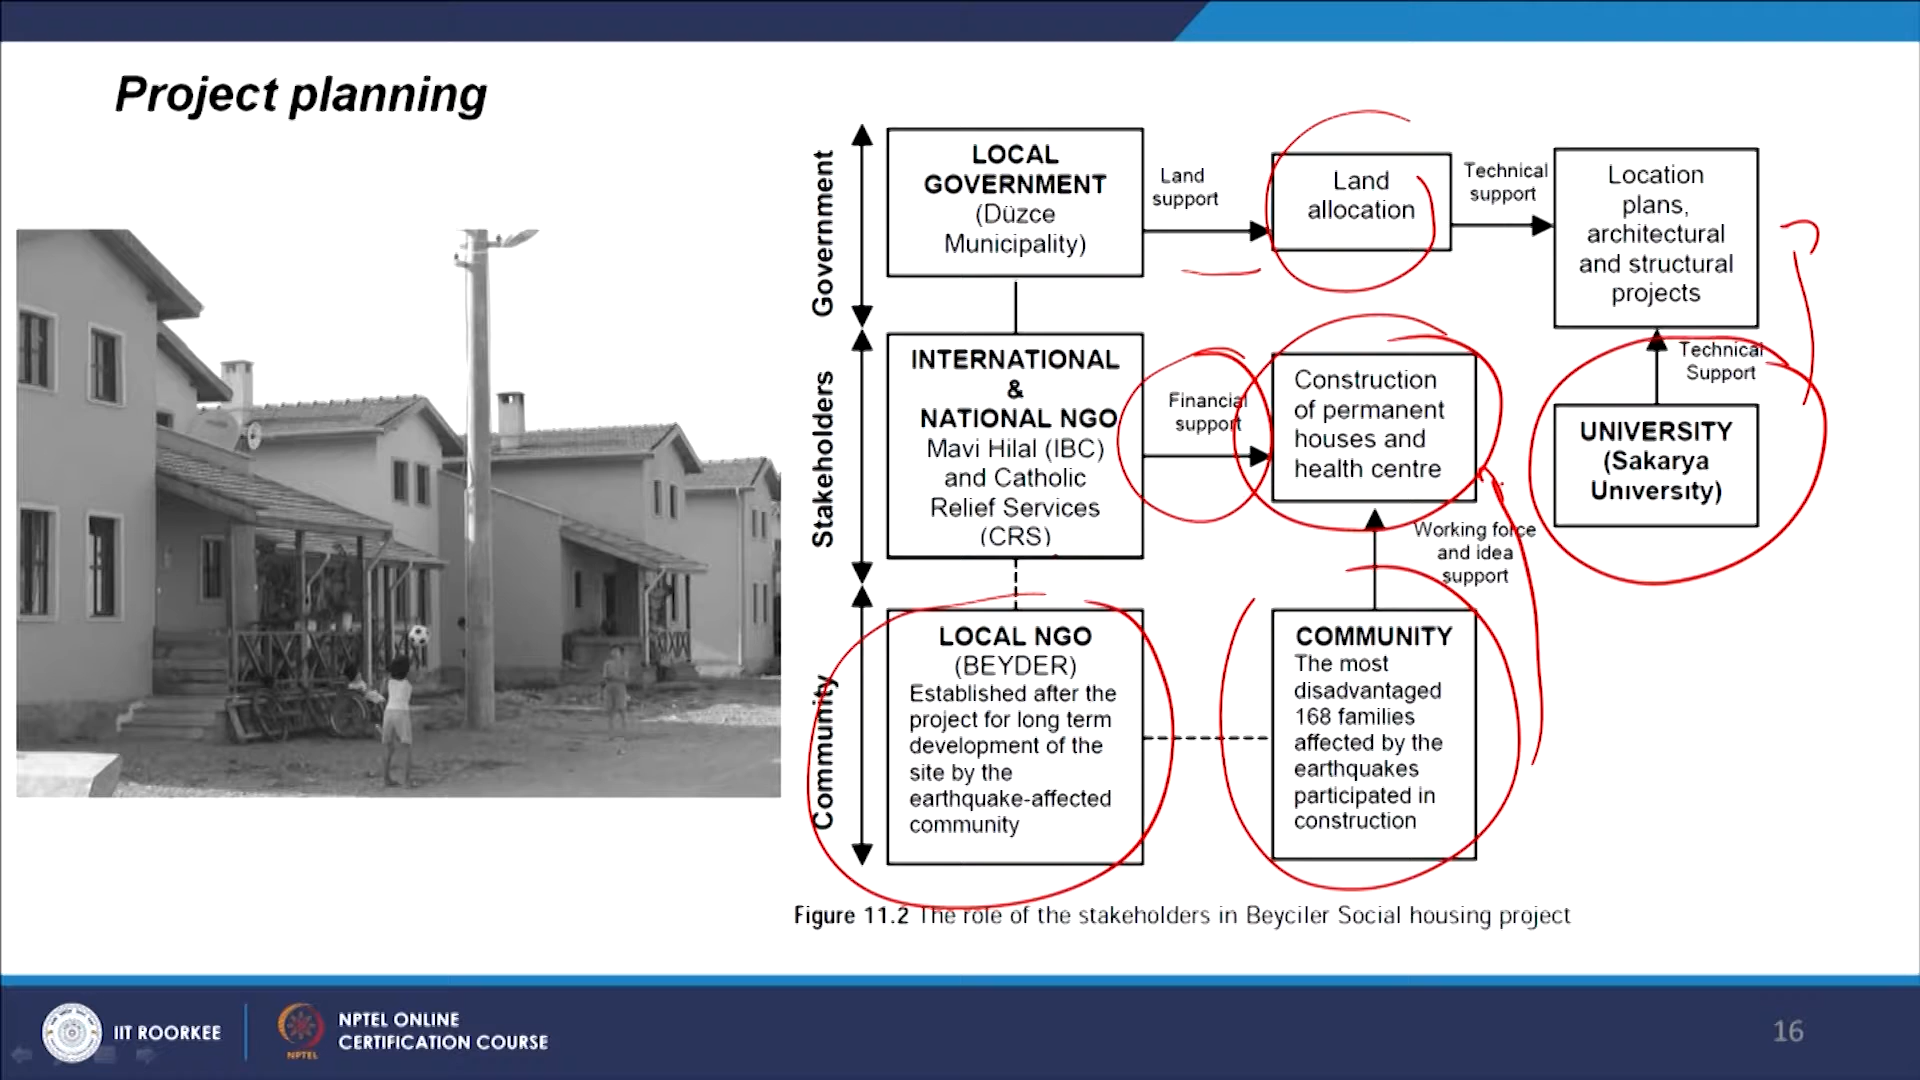 Project planning
Government
LOCAL
GOVERNMENT
(Düzce
Municipality)
Land
support
Land
allocation
Technical
support
Location
plans,
architectural
and structural
projects
Stakeholders
INTERNATIONAL
&
NATIONAL NGO
Mavi Hilal (IBC)
and Catholic
Relief Services
(CRS)
Financial
support
Construction
of permanent
houses and
health centre
Technical
Support
UNIVERSITY
(Sakarya
University)
Working force
and idea
support
Community
LOCAL NGO
(BEYDER)
Established after the
project for long term
development of the
site by the
earthquake-affected
community
COMMUNITY
The most
disadvantaged
168 families
affected by the
earthquakes
participated in
construction
Figure 11.2 The role of the stakeholders in Beyciler Social housing project
IIT ROORKEE
NPTEL
NPTEL ONLINE
CERTIFICATION COURSE
16